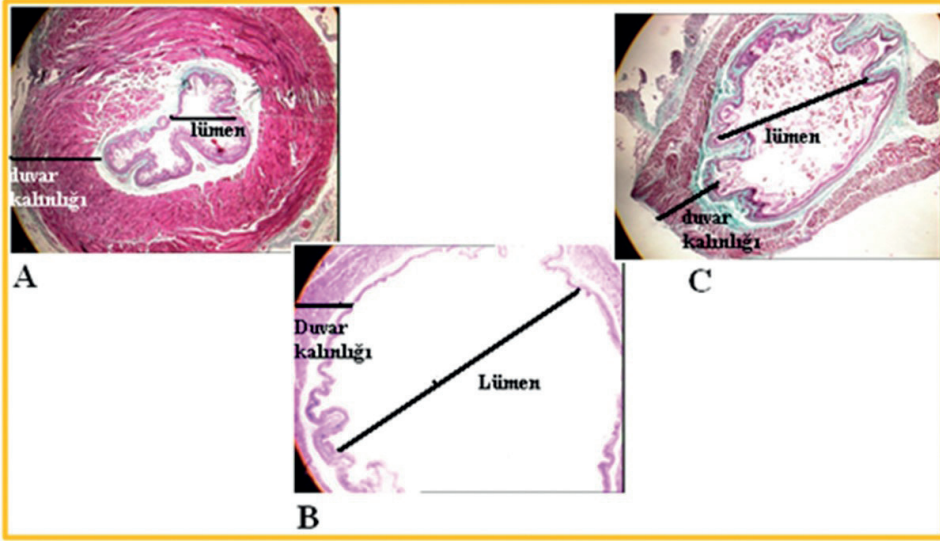 lümen
duvar
kalınlığı
A
lümen
duvar
kalınlığı
C
Duvar
kalınlığı
Lümen
B